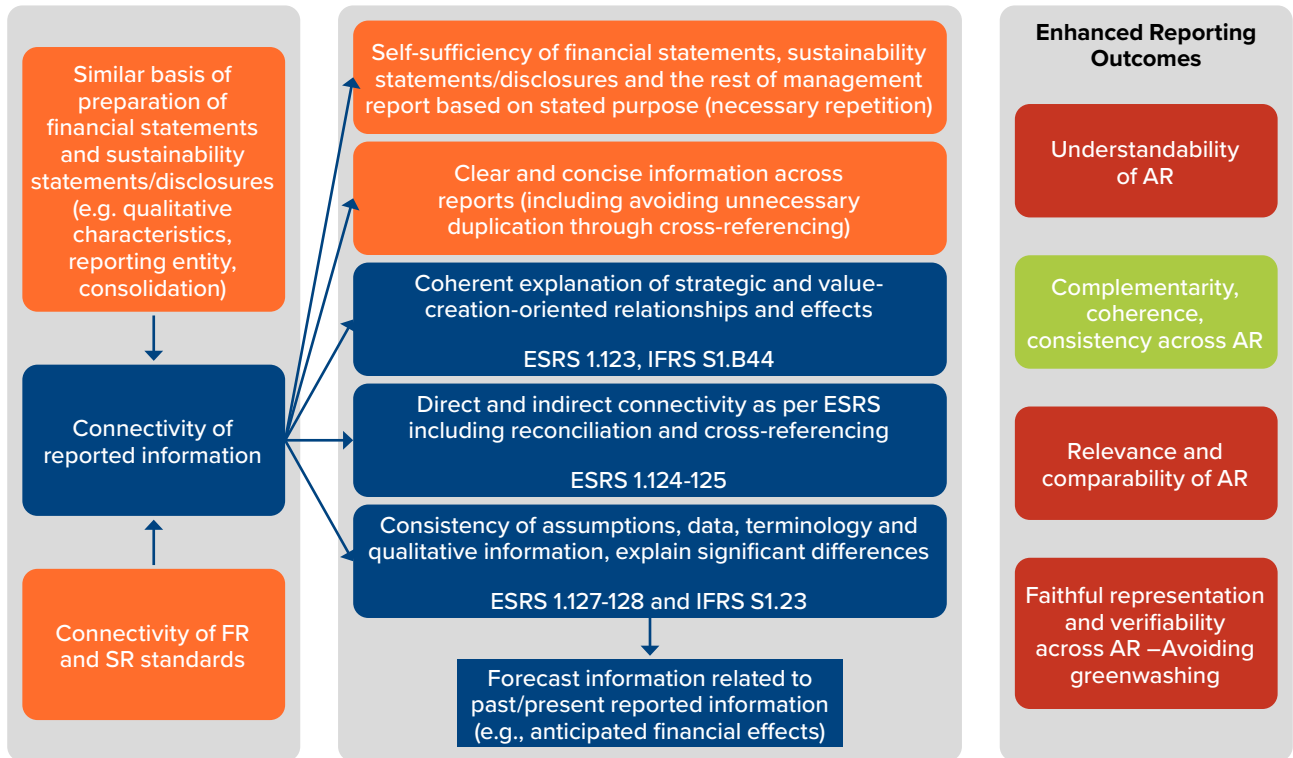 Similar basis of
preparation of
financial statements
and sustainability
statements/disclosures
(e.g. qualitative
characteristics,
reporting entity,
consolidation)
Connectivity of
reported information
Connectivity of FR
and SR standards
Self-sufficiency of financial statements, sustainability
statements/disclosures and the rest of management
report based on stated purpose (necessary repetition)
Clear and concise information across
reports (including avoiding unnecessary
duplication through cross-referencing)
Coherent explanation of strategic and value-
creation-oriented relationships and effects
ESRS 1.123, IFRS S1.B44
Direct and indirect connectivity as per ESRS
including reconciliation and cross-referencing
ESRS 1.124-125
Consistency of assumptions, data, terminology and
qualitative information, explain significant differences
ESRS 1.127-128 and IFRS S1.23
Forecast information related to
past/present reported information
(e.g., anticipated financial effects)
Enhanced Reporting
Outcomes
Understandability
of AR
Complementarity,
coherence,
consistency across AR
Relevance and
comparability of AR
Faithful representation
and verifiability
across AR –Avoiding
greenwashing